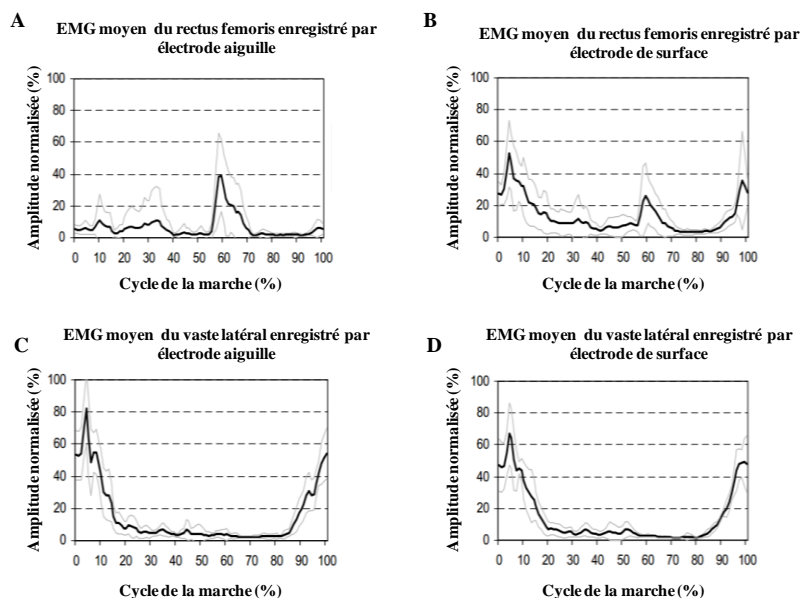 A
EMG moyen du rectus femoris enregistré par
électrode aiguille
Amplitude normalisée (%)
100
80
60
40
20
0
0 10 20 30 40 50 60 70 80 90 100
Cycle de la marche (%)
B
EMG moyen du rectus femoris enregistré par
électrode de surface
Amplitude normalisée (%)
100
80
60
40
20
0
0 10 20 30 40 50 60 70 80 90 100
Cycle de la marche (%)
C
EMG moyen du vaste latéral enregistré par
électrode aiguille
Amplitude normalisée (%)
100
80
60
40
20
0
0 10 20 30 40 50 60 70 80 90 100
Cycle de la marche (%)
D
EMG moyen du vaste latéral enregistré par
électrode de surface
Amplitude normalisée (%)
100
80
60
40
20
0
0 10 20 30 40 50 60 70 80 90 100
Cycle de la marche (%)